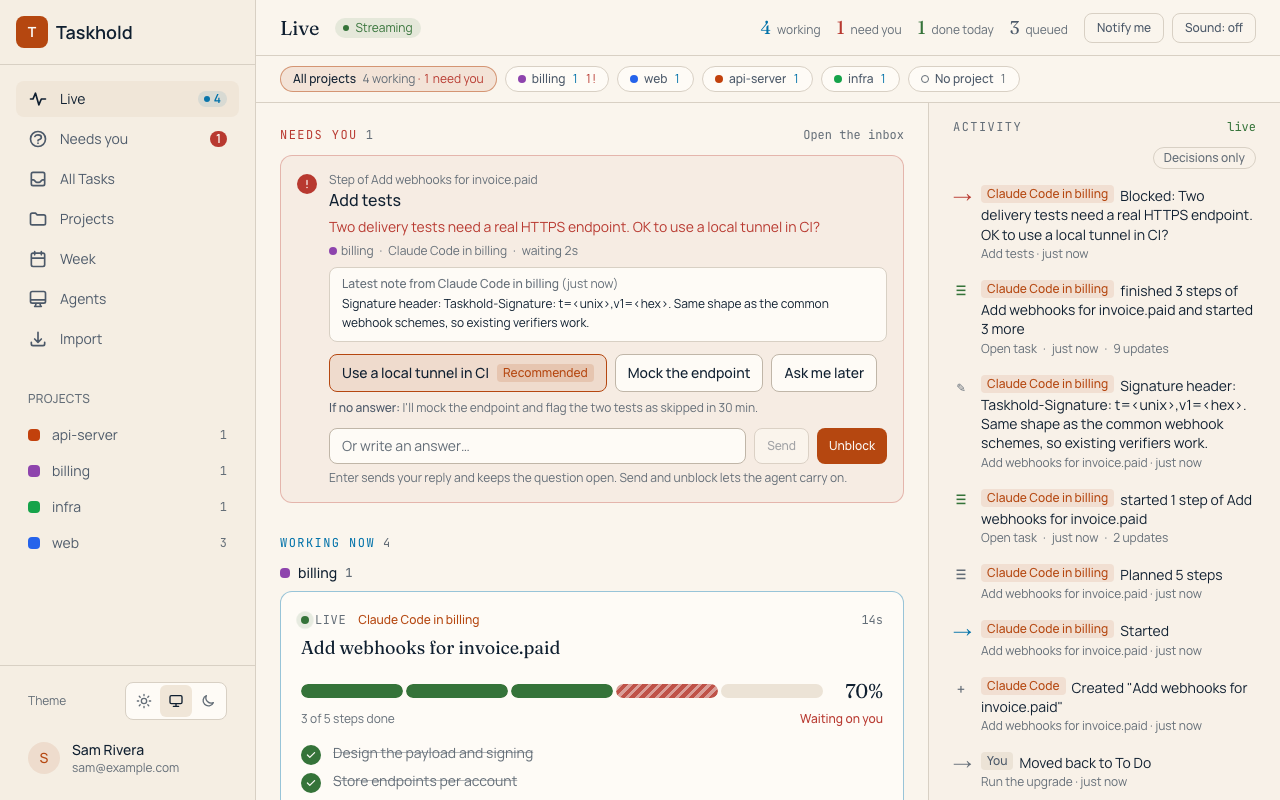 T Taskhold
Live 4
Needs you 1
All Tasks
Projects
Week
Agents
Import
PROJECTS
api-server 1
billing 1
infra 1
web 3
Theme
S
Sam Rivera
sam@example.com
Live Streaming
4 working 1 need you 1 done today 3 queued Notify me Sound: off
All projects 4 working · 1 need you billing 1 1! web 1 api-server 1 infra 1 No project 1
NEEDS YOU 1 Open the inbox
! Step of Add webhooks for invoice.paid
Add tests
Two delivery tests need a real HTTPS endpoint. OK to use a local tunnel in CI?
billing · Claude Code in billing · waiting 2s
Latest note from Claude Code in billing (just now)
Signature header: Taskhold-Signature: t=<unix>,v1=<hex>. Same shape as the common
webhook schemes, so existing verifiers work.
Use a local tunnel in CI Recommended Mock the endpoint Ask me later
If no answer: I'll mock the endpoint and flag the two tests as skipped in 30 min.
Or write an answer... Send Unblock
Enter sends your reply and keeps the question open. Send and unblock lets the agent carry on.
WORKING NOW 4
billing 1
LIVE Claude Code in billing 14s
Add webhooks for invoice.paid
70%
3 of 5 steps done Waiting on you
Design the payload and signing
Store endpoints per account
ACTIVITY live
Decisions only
Claude Code in billing Blocked: Two
delivery tests need a real HTTPS endpoint.
OK to use a local tunnel in CI?
Add tests · just now
Claude Code in billing finished 3 steps of
Add webhooks for invoice.paid and started
3 more
Open task · just now · 9 updates
Claude Code in billing Signature header:
Taskhold-Signature: t=<unix>,v1=<hex>.
Same shape as the common webhook
schemes, so existing verifiers work.
Add webhooks for invoice.paid · just now
Claude Code in billing started 1 step of Add
webhooks for invoice.paid
Open task · just now · 2 updates
Claude Code in billing Planned 5 steps
Add webhooks for invoice.paid · just now
Claude Code in billing Started
Add webhooks for invoice.paid · just now
+ Claude Code Created "Add webhooks for
invoice.paid"
Add webhooks for invoice.paid · just now
You Moved back to To Do
Run the upgrade · just now